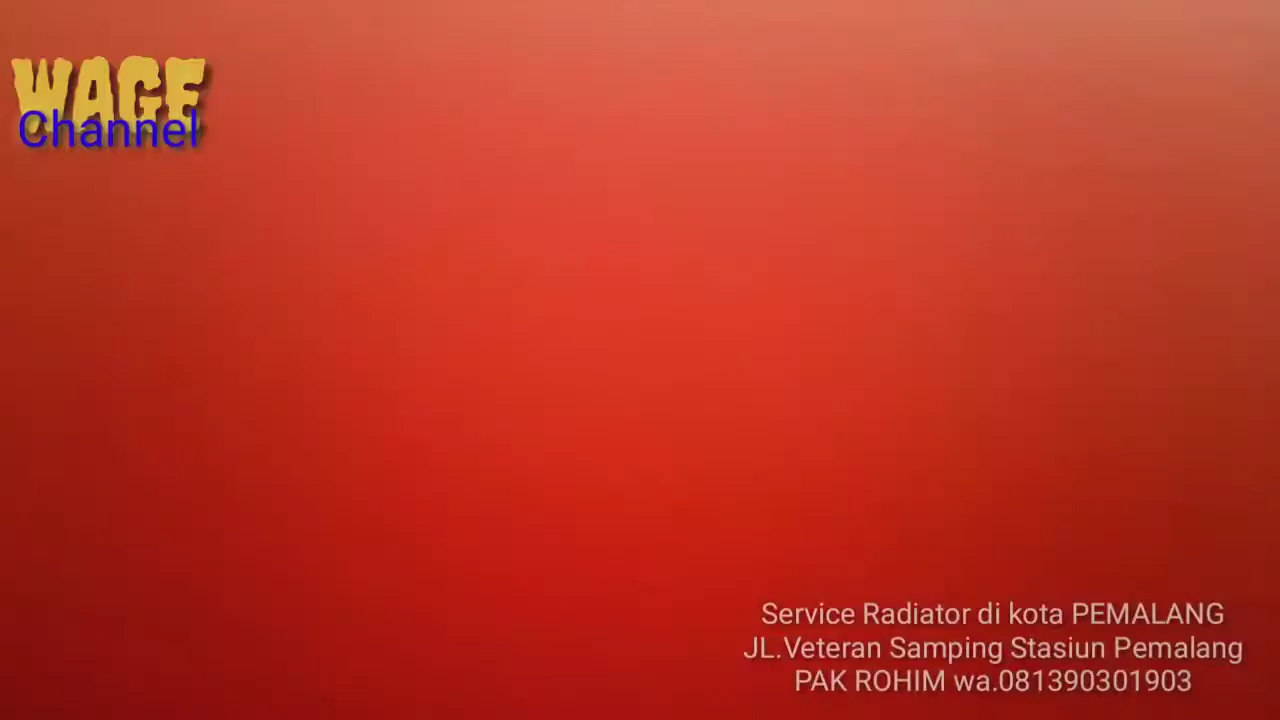 WAGE
Channel
Service Radiator di kota PEMALANG
JL.Veteran Samping Stasiun Pemalang
PAK ROHIM wa.081390301903